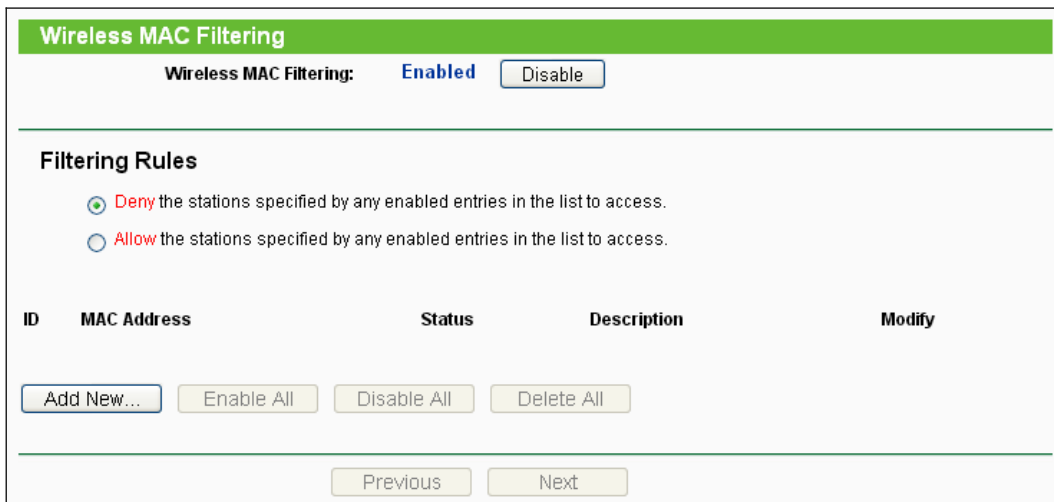 Wireless MAC Filtering
Wireless MAC Filtering: Enabled Disable
Filtering Rules
Deny the stations specified by any enabled entries in the list to access.
Allow the stations specified by any enabled entries in the list to access.
ID MAC Address Status Description Modify
Add New... Enable All Disable All Delete All
Previous Next